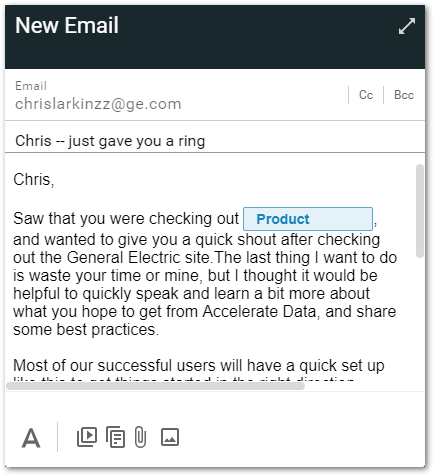 New Email
Email
chrislarkinzz@ge.com
Cc
Bcc
Chris -- just gave you a ring
Chris,
Saw that you were checking out Product,
and wanted to give you a quick shout after checking
out the General Electric site.The last thing I want to do
is waste your time or mine, but I thought it would be
helpful to quickly speak and learn a bit more about
what you hope to get from Accelerate Data, and share
some best practices.
Most of our successful users will have a quick set up
like this to get things started in the right direction
A